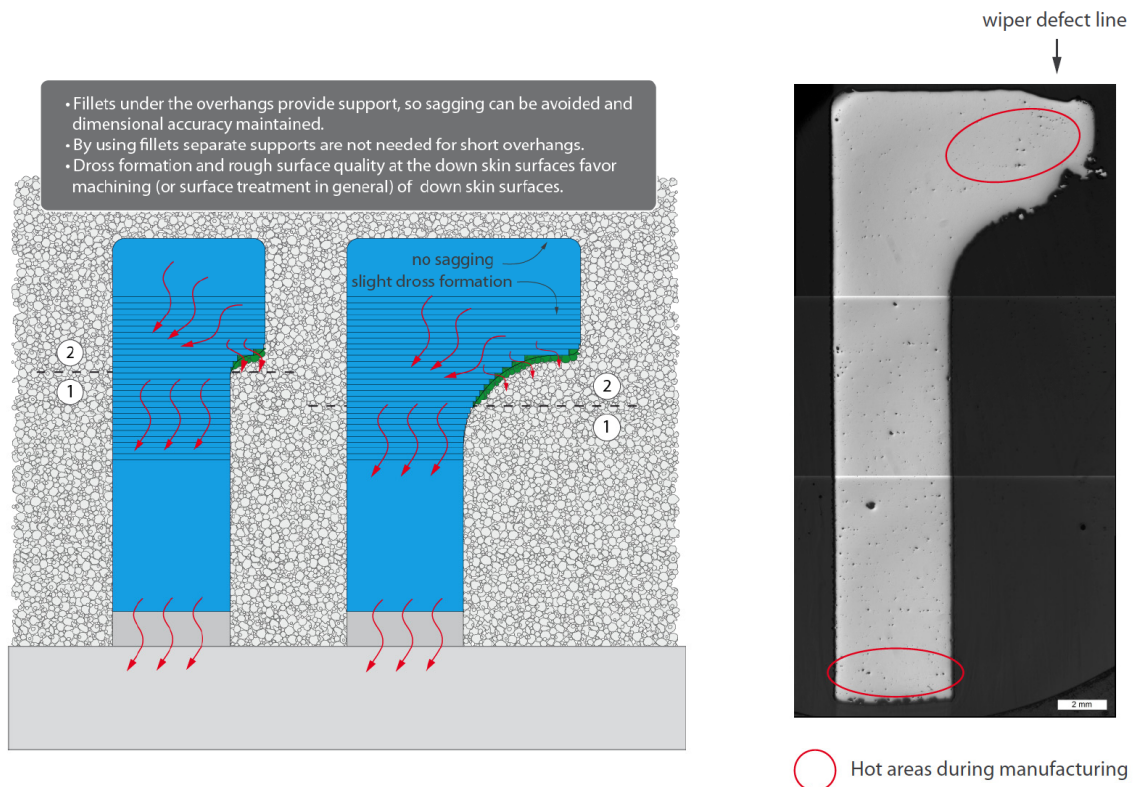 wiper defect line
• Fillets under the overhangs provide support, so sagging can be avoided and
dimensional accuracy maintained.
• By using fillets separate supports are not needed for short overhangs.
• Dross formation and rough surface quality at the down skin surfaces favor
machining (or surface treatment in general) of down skin surfaces.
no sagging
slight dross formation
2
1
2
1
2 mm
Hot areas during manufacturing